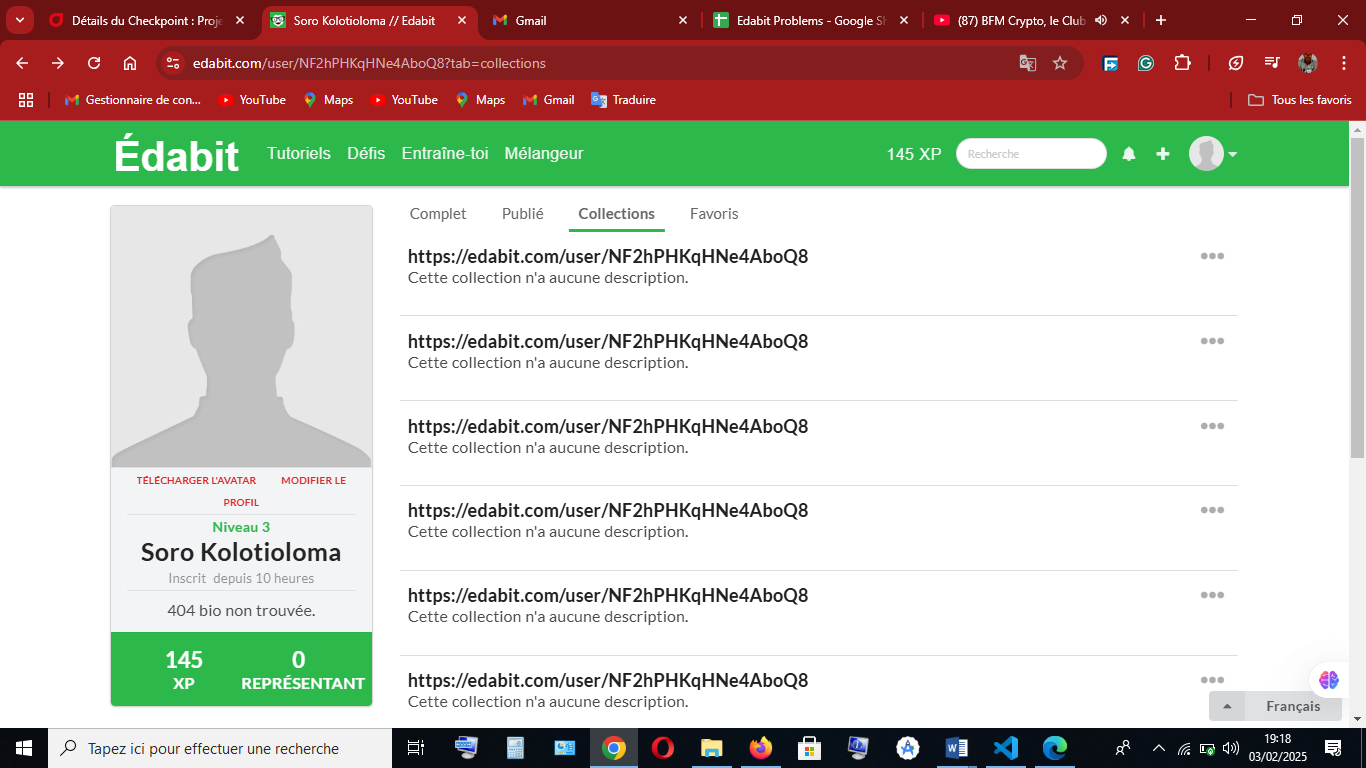 Détails du Checkpoint : Proje
Soro Kolotioloma // Edabit
Gmail
Edabit Problems - Google Sh
(87) BFM Crypto, le Club
edabit.com/user/NF2hPHKqHNe4AboQ8?tab=collections
Gestionnaire de con...
YouTube
Maps
YouTube
Maps
Gmail
Traduire
Tous les favoris
Édabit
Tutoriels
Défis
Entraîne-toi
Mélangeur
145 XP
Recherche
Complet
Publié
Collections
Favoris
https://edabit.com/user/NF2hPHKqHNe4AboQ8
Cette collection n'a aucune description.
https://edabit.com/user/NF2hPHKqHNe4AboQ8
Cette collection n'a aucune description.
https://edabit.com/user/NF2hPHKqHNe4AboQ8
Cette collection n'a aucune description.
https://edabit.com/user/NF2hPHKqHNe4AboQ8
Cette collection n'a aucune description.
https://edabit.com/user/NF2hPHKqHNe4AboQ8
Cette collection n'a aucune description.
https://edabit.com/user/NF2hPHKqHNe4AboQ8
Cette collection n'a aucune description.
TÉLÉCHARGER L'AVATAR
MODIFIER LE
PROFIL
Niveau 3
Soro Kolotioloma
Inscrit depuis 10 heures
404 bio non trouvée.
145
XP
0
REPRÉSENTANT
Français
Tapez ici pour effectuer une recherche
19:18
03/02/2025